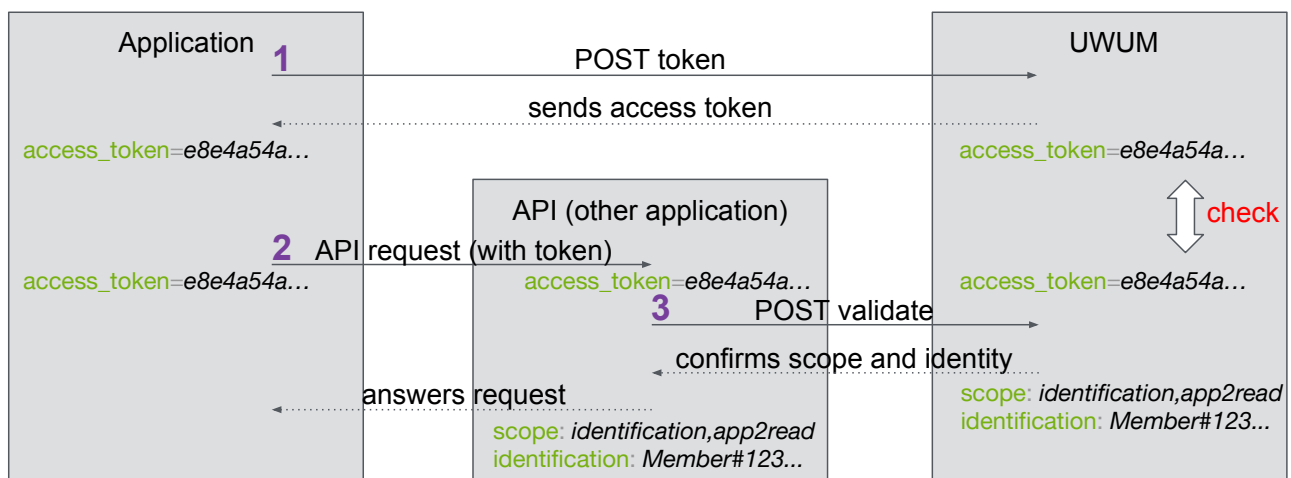 Application
UWUM
1
POST token
sends access token
access_token=e8e4a54a…
access_token=e8e4a54a…
API (other application)
check
2
API request (with token)
access_token=e8e4a54a…
access_token=e8e4a54a…
access_token=e8e4a54a…
3
POST validate
confirms scope and identity
answers request
scope: identification,app2read
identification: Member#123...
scope: identification,app2read
identification: Member#123...